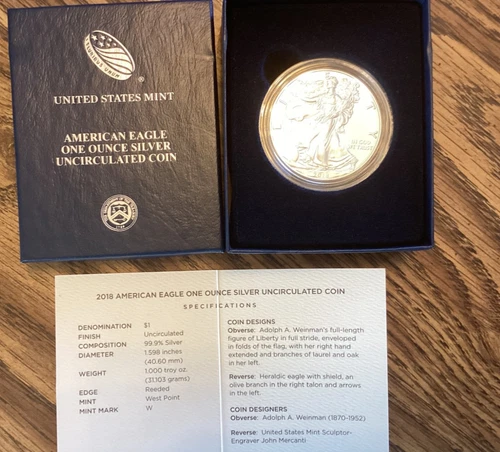 UNITED STATES MINT
AMERICAN EAGLE
ONE OUNCE SILVER
UNCIRCULATED COIN
2018 AMERICAN EAGLE ONE OUNCE SILVER UNCIRCULATED COIN
SPECIFICATIONS
DENOMINATION $1
FINISH Uncirculated
COMPOSITION 99.9% Silver
DIAMETER 1.598 inches
(40.60 mm)
WEIGHT 1.000 troy oz.
(31.103 grams)
EDGE Reeded
MINT West Point
MINT MARK W
COIN DESIGNS
Obverse: Adolph A. Weinman's full-length
figure of Liberty in full stride, enveloped
in folds of the flag, with her right hand
extended and branches of laurel and oak
in her left.
Reverse: Heraldic eagle with shield, an
olive branch in the right talon and arrows
in the left.
COIN DESIGNERS
Obverse: Adolph A. Weinman (1870-1952)
Reverse: United States Mint Sculptor-
Engraver John Mercanti